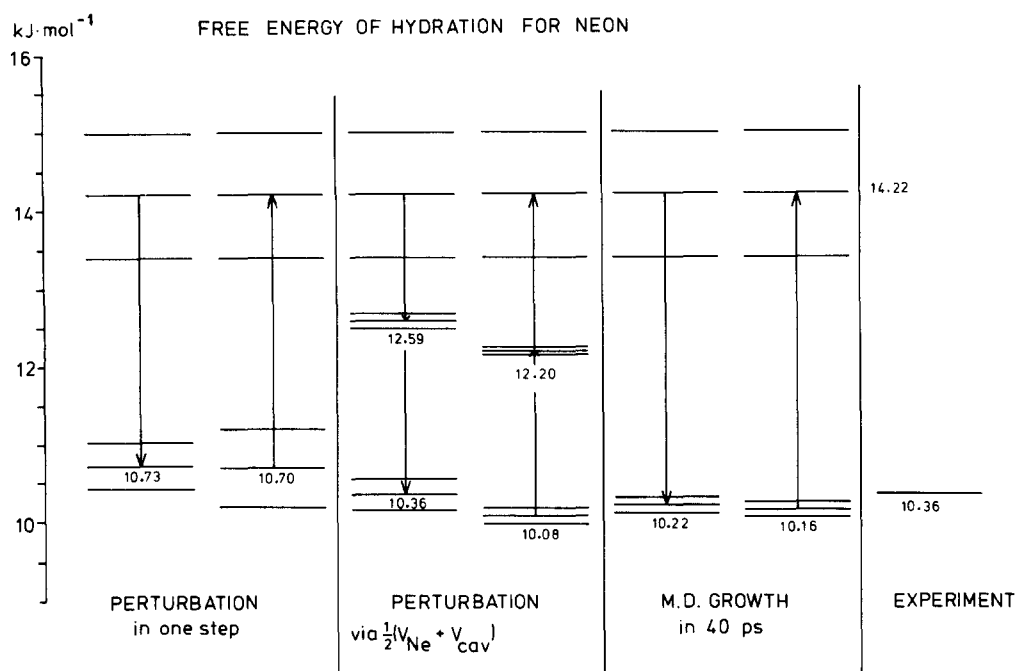 kJ·mol⁻¹
FREE ENERGY OF HYDRATION FOR NEON
16
14
12
10
14.22
12.59
12.20
10.73
10.70
10.36
10.08
10.22
10.16
10.36
PERTURBATION
in one step
PERTURBATION
via ½(V_Ne + V_cav)
M.D. GROWTH
in 40 ps
EXPERIMENT